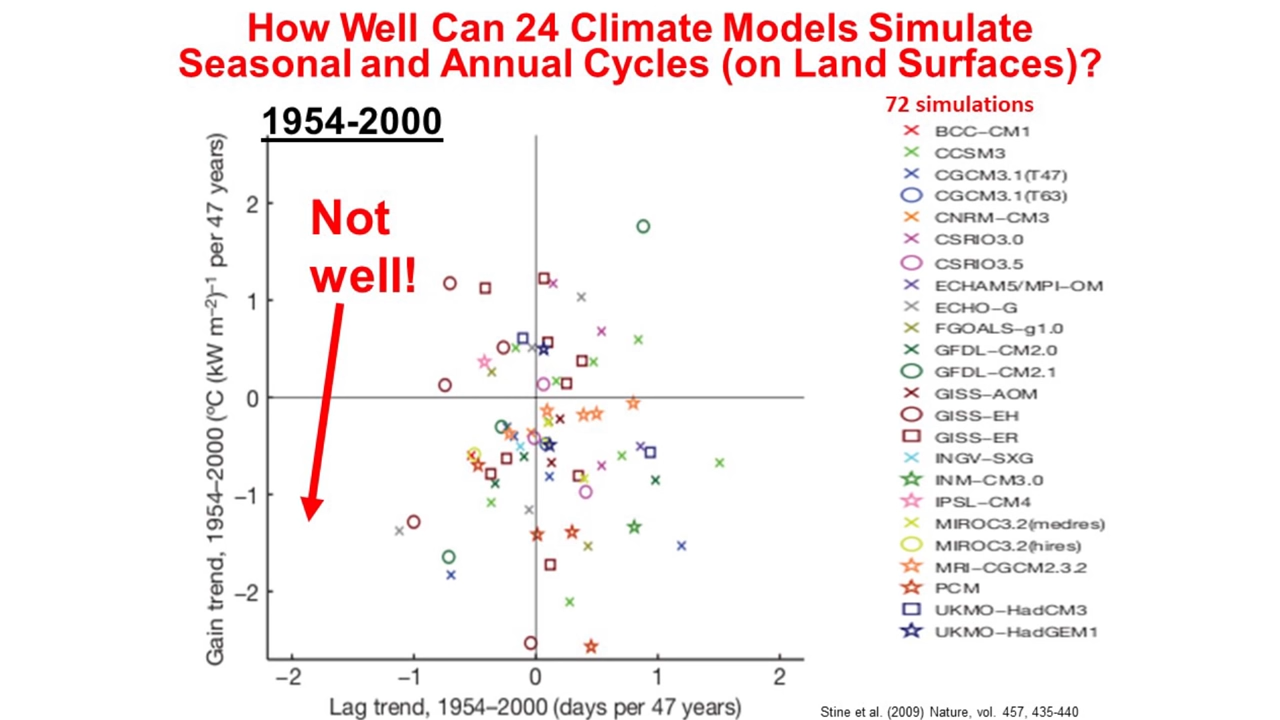 How Well Can 24 Climate Models Simulate
Seasonal and Annual Cycles (on Land Surfaces)?
1954-2000
72 simulations
Not
well!
Gain trend, 1954–2000 (ºC (kW m⁻²)⁻¹ per 47 years)
2
1
0
−1
−2
−2 −1 0 1 2
Lag trend, 1954–2000 (days per 47 years)
BCC−CM1
CCSM3
CGCM3.1(T47)
CGCM3.1(T63)
CNRM−CM3
CSRIO3.0
CSRIO3.5
ECHAM5/MPI−OM
ECHO−G
FGOALS−g1.0
GFDL−CM2.0
GFDL−CM2.1
GISS−AOM
GISS−EH
GISS−ER
INGV−SXG
INM−CM3.0
IPSL−CM4
MIROC3.2(medres)
MIROC3.2(hires)
MRI−CGCM2.3.2
PCM
UKMO−HadCM3
UKMO−HadGEM1
Stine et al. (2009) Nature, vol. 457, 435-440